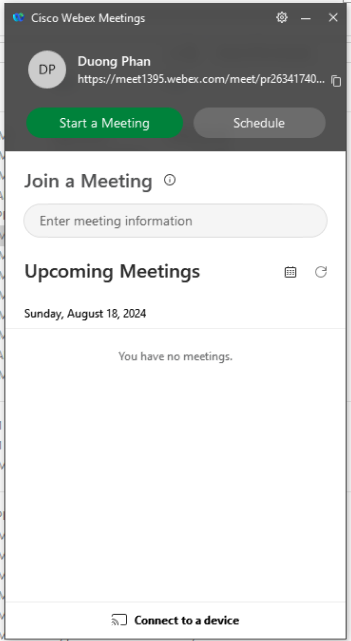 Cisco Webex Meetings
DP
Duong Phan
https://meet1395.webex.com/meet/pr26341740...
Start a Meeting
Schedule
Join a Meeting
Enter meeting information
Upcoming Meetings
Sunday, August 18, 2024
You have no meetings.
Connect to a device